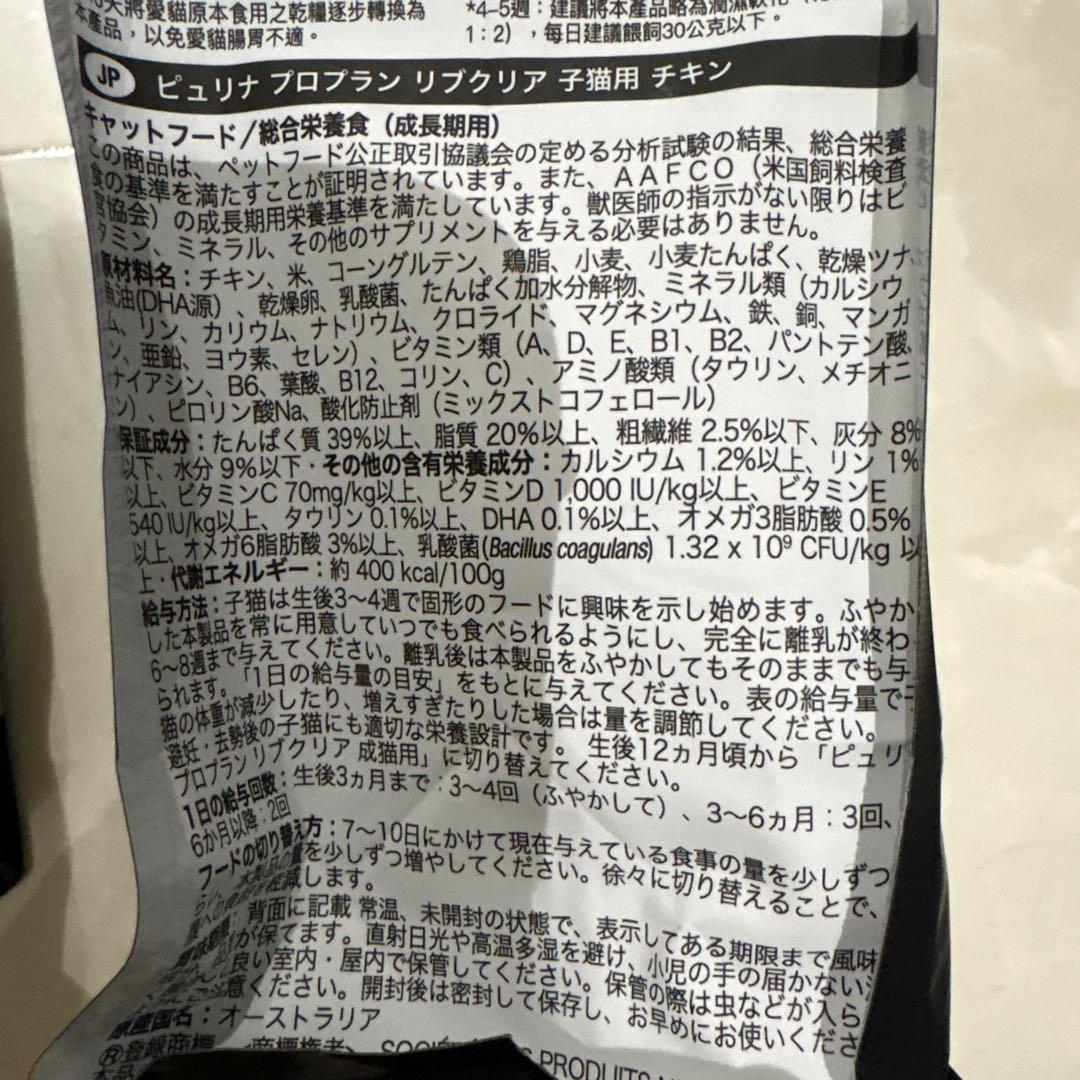 天將愛貓原本食用之乾糧逐步轉換為
本產品，以免愛貓腸胃不適。
*4–5週：建議將本產品略為潤濕軟化
1：2），每日建議餵飼30公克以下。
JP ピュリナ プロプラン リブクリア 子猫用 チキン
キャットフード/総合栄養食（成長期用）
この商品は、ペットフード公正取引協議会の定める分析試験の結果、総合栄養
食の基準を満たすことが証明されています。また、AAFCO（米国飼料検査
官協会）の成長期用栄養基準を満たしています。獣医師の指示がない限りはビ
タミン、ミネラル、その他のサプリメントを与える必要はありません。
原材料名：チキン、米、コーングルテン、鶏脂、小麦、小麦たんぱく、乾燥ツナ、
魚油(DHA源)、乾燥卵、乳酸菌、たんぱく加水分解物、ミネラル類（カルシウ
ム、リン、カリウム、ナトリウム、クロライド、マグネシウム、鉄、銅、マンガ
ン、亜鉛、ヨウ素、セレン）、ビタミン類（A、D、E、B1、B2、パントテン酸、
ナイアシン、B6、葉酸、B12、コリン、C）、アミノ酸類（タウリン、メチオニ
ン）、ピロリン酸Na、酸化防止剤（ミックストコフェロール）
保証成分：たんぱく質 39%以上、脂質 20%以上、粗繊維 2.5%以下、灰分 8%
以下、水分 9%以下・その他の含有栄養成分：カルシウム 1.2%以上、リン 1%
以上、ビタミンC 70mg/kg以上、ビタミンD 1,000 IU/kg以上、ビタミンE
540 IU/kg以上、タウリン 0.1%以上、DHA 0.1%以上、オメガ3脂肪酸 0.5%
以上、オメガ6脂肪酸 3%以上、乳酸菌(Bacillus coagulans) 1.32 x 10⁹ CFU/kg 以
上・代謝エネルギー：約 400 kcal/100g
給与方法：子猫は生後3～4週で固形のフードに興味を示し始めます。ふやか
した本製品を常に用意していつでも食べられるようにし、完全に離乳が終わ
6～8週まで与えてください。離乳後は本製品をふやかしてもそのままでも与
られます。「1日の給与量の目安」をもとに与えてください。表の給与量で子
猫の体重が減少したり、増えすぎたりした場合は量を調節してください。
避妊・去勢後の子猫にも適切な栄養設計です。生後12ヵ月頃から「ピュリ
プロプラン リブクリア 成猫用」に切り替えてください。
1日の給与回数：生後3ヵ月まで：3～4回（ふやかして）、3～6ヵ月：3回、
6か月以降：2回
フードの切り替え方：7～10日にかけて現在与えている食事の量を少しずつ
本製品の量を少しずつ増やしてください。徐々に切り替えることで、
軽減します。
背面に記載 常温、未開封の状態で、表示してある期限まで風味
が保てます。直射日光や高温多湿を避け、小児の手の届かない
良い室内・屋内で保管してください。保管の際は虫などが入ら
ください。開封後は密封して保存し、お早めにお使いくださ
原産国名：オーストラリア
®登録商標 商標権者 PRODUITS
本品